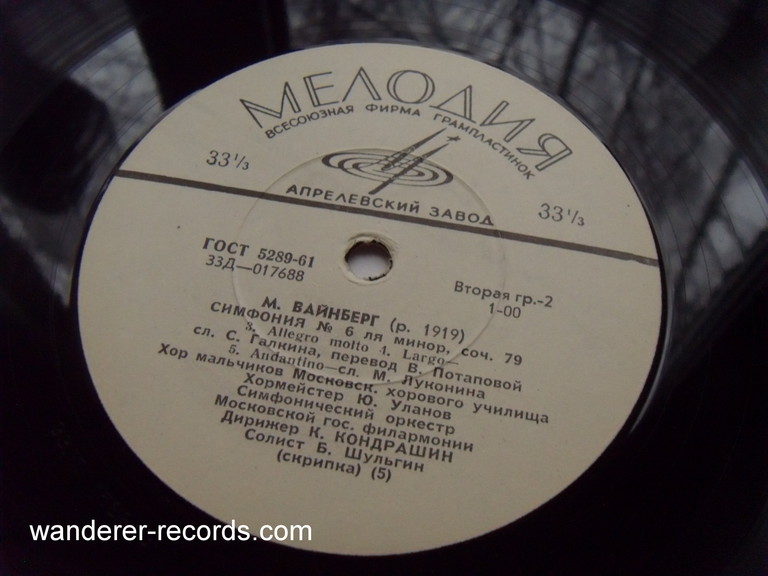 МЕЛОДИЯ
ВСЕСОЮЗНАЯ ФИРМА ГРАМПЛАСТИНОК
33 1/3
АПРЕЛЕВСКИЙ ЗАВОД
33 1/3
ГОСТ 5289-61
33Д—017688
Вторая гр.-2
1-00
М. ВАЙНБЕРГ (р. 1919)
СИМФОНИЯ № 6 ля минор, соч. 79
3. Allegro molto 4. Largo—
сл. С. Галкина, перевод В. Потаповой
5. Andantino—сл. М. Луконина
Хор мальчиков Московск. хорового училища
Хормейстер Ю. Уланов
Симфонический оркестр
Московской гос. филармонии
Дирижер К. КОНДРАШИН
Солист Б. Шульгин
(скрипка) (5)
wanderer-records.com